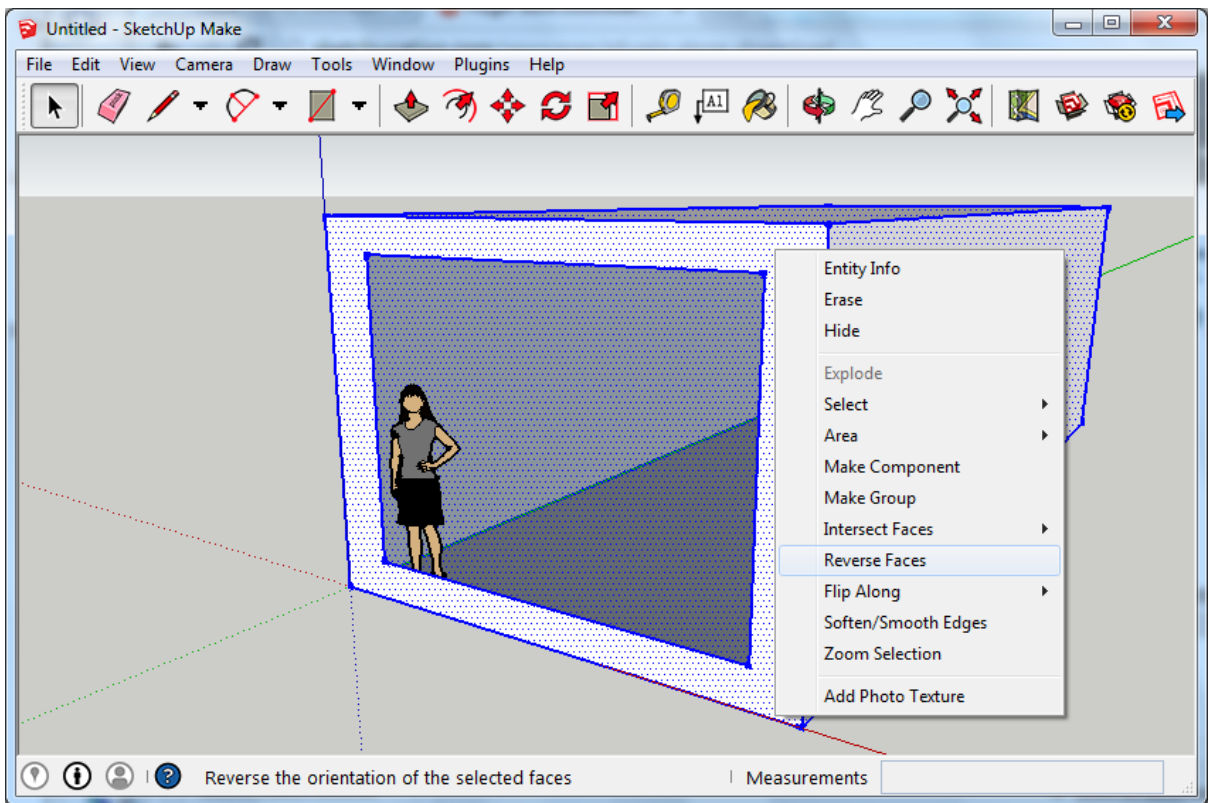 Untitled - SketchUp Make
File Edit View Camera Draw Tools Window Plugins Help
A1
Entity Info
Erase
Hide
Explode
Select
Area
Make Component
Make Group
Intersect Faces
Reverse Faces
Flip Along
Soften/Smooth Edges
Zoom Selection
Add Photo Texture
Reverse the orientation of the selected faces
Measurements